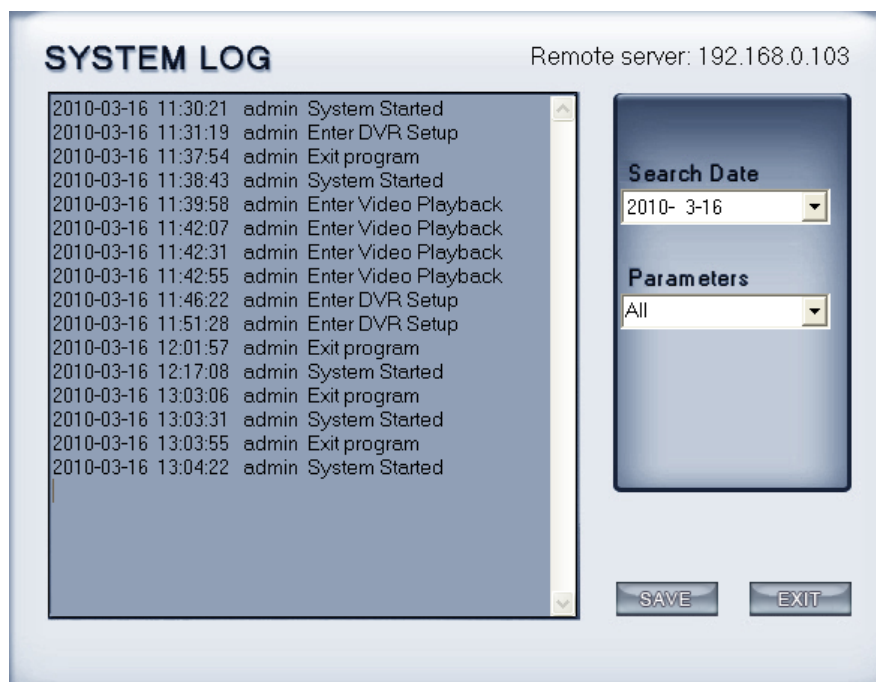 SYSTEM LOG
Remote server: 192.168.0.103
2010-03-16 11:30:21 admin System Started
2010-03-16 11:31:19 admin Enter DVR Setup
2010-03-16 11:37:54 admin Exit program
2010-03-16 11:38:43 admin System Started
2010-03-16 11:39:58 admin Enter Video Playback
2010-03-16 11:42:07 admin Enter Video Playback
2010-03-16 11:42:31 admin Enter Video Playback
2010-03-16 11:42:55 admin Enter Video Playback
2010-03-16 11:46:22 admin Enter DVR Setup
2010-03-16 11:51:28 admin Enter DVR Setup
2010-03-16 12:01:57 admin Exit program
2010-03-16 12:17:08 admin System Started
2010-03-16 13:03:06 admin Exit program
2010-03-16 13:03:31 admin System Started
2010-03-16 13:03:55 admin Exit program
2010-03-16 13:04:22 admin System Started
Search Date
2010- 3-16
Parameters
All
SAVE
EXIT